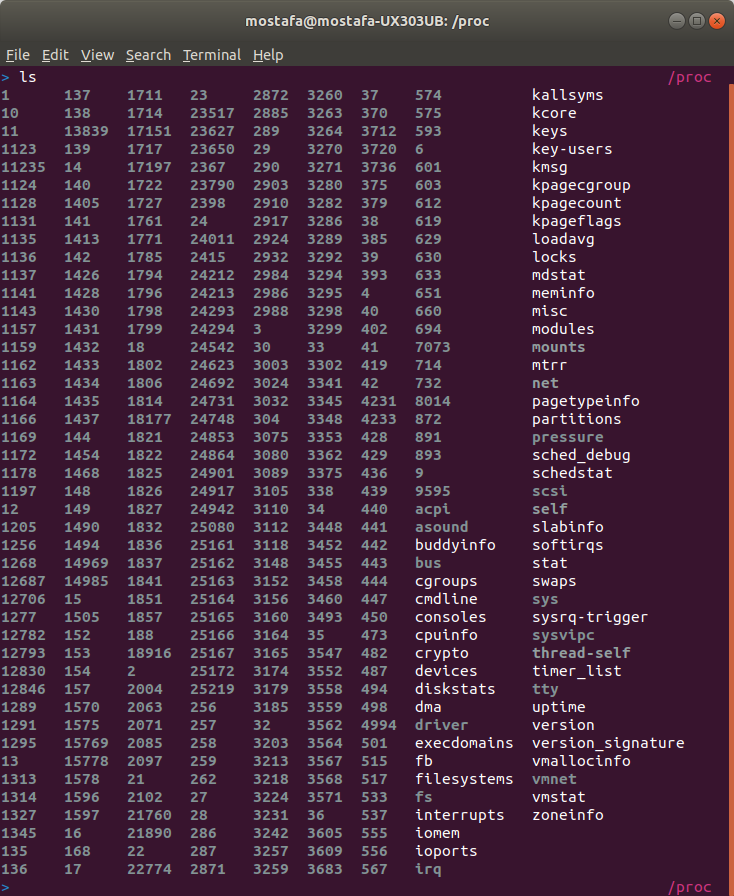 mostafa@mostafa-UX303UB: /proc
File Edit View Search Terminal Help
> ls /proc
1 137 1711 23 2872 3260 37 574 kallsyms
10 138 1714 23517 2885 3263 370 575 kcore
11 13839 17151 23627 289 3264 3712 593 keys
1123 139 1717 23650 29 3270 3720 6 key-users
11235 14 17197 2367 290 3271 3736 601 kmsg
1124 140 1722 23790 2903 3280 375 603 kpagecgroup
1128 1405 1727 2398 2910 3282 379 612 kpagecount
1131 141 1761 24 2917 3286 38 619 kpageflags
1135 1413 1771 24011 2924 3289 385 629 loadavg
1136 142 1785 2415 2932 3292 39 630 locks
1137 1426 1794 24212 2984 3294 393 633 mdstat
1141 1428 1796 24213 2986 3295 4 651 meminfo
1143 1430 1798 24293 2988 3298 40 660 misc
1157 1431 1799 24294 3 3299 402 694 modules
1159 1432 18 24542 30 33 41 7073 mounts
1162 1433 1802 24623 3003 3302 419 714 mtrr
1163 1434 1806 24692 3024 3341 42 732 net
1164 1435 1814 24731 3032 3345 4231 8014 pagetypeinfo
1166 1437 18177 24748 304 3348 4233 872 partitions
1169 144 1821 24853 3075 3353 428 891 pressure
1172 1454 1822 24864 3080 3362 429 893 sched_debug
1178 1468 1825 24901 3089 3375 436 9 schedstat
1197 148 1826 24917 3105 338 439 9595 scsi
12 149 1827 24942 3110 34 440 acpi self
1205 1490 1832 25080 3112 3448 441 asound slabinfo
1256 1494 1836 25161 3118 3452 442 buddyinfo softirqs
1268 14969 1837 25162 3148 3455 443 bus stat
12687 14985 1841 25163 3152 3458 444 cgroups swaps
12706 15 1851 25164 3156 3460 447 cmdline sys
1277 1505 1857 25165 3160 3493 450 consoles sysrq-trigger
12782 152 188 25166 3164 35 473 cpuinfo sysvipc
12793 153 18916 25167 3165 3547 482 crypto thread-self
12830 154 2 25172 3174 3552 487 devices timer_list
12846 157 2004 25219 3179 3558 494 diskstats tty
1289 1570 2063 256 3185 3559 498 dma uptime
1291 1575 2071 257 32 3562 4994 driver version
1295 15769 2085 258 3203 3564 501 execdomains version_signature
13 15778 2097 259 3213 3567 515 fb vmallocinfo
1313 1578 21 262 3218 3568 517 filesystems vmnet
1314 1596 2102 27 3224 3571 533 fs vmstat
1327 1597 21760 28 3231 36 537 interrupts zoneinfo
1345 16 21890 286 3242 3605 555 iomem
135 168 22 287 3257 3609 556 ioports
136 17 22774 2871 3259 3683 567 irq
> /proc